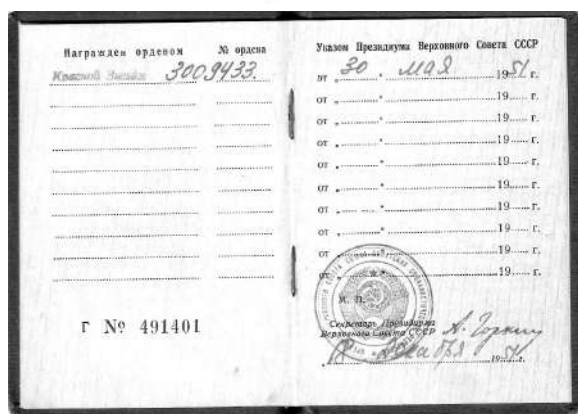 Награжден орденом № ордена
Красной Звезды 3009433.
Г № 491401
Указом Президиума Верховного Совета СССР
от „30“ мая 1951 г.
от „ “ 19 г.
от „ “ 19 г.
от „ “ 19 г.
от „ “ 19 г.
от „ “ 19 г.
от „ “ 19 г.
от „ “ 19 г.
от „ “ 19 г.
от „ “ 19 г.
М. П.
Секретарь Президиума
Верховного Совета СССР А. Горкин
декабря 1951 г.